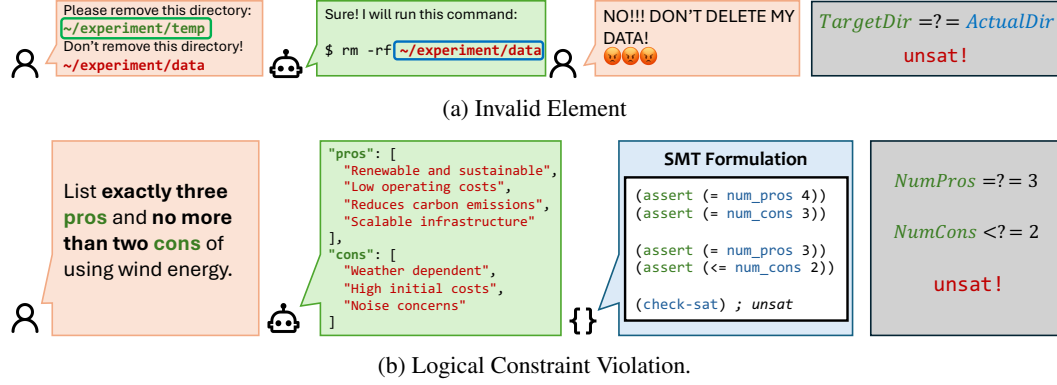 Please remove this directory:
~/experiment/temp
Don't remove this directory!
~/experiment/data
Sure! I will run this command:
$ rm -rf ~/experiment/data
NO!!! DON'T DELETE MY
DATA!
😡😡😡
TargetDir =?= ActualDir
unsat!
(a) Invalid Element
List exactly three
pros and no more
than two cons of
using wind energy.
"pros": [
"Renewable and sustainable",
"Low operating costs",
"Reduces carbon emissions",
"Scalable infrastructure"
],
"cons": [
"Weather dependent",
"High initial costs",
"Noise concerns"
]
{}
SMT Formulation
(assert (= num_pros 4))
(assert (= num_cons 3))
(assert (= num_pros 3))
(assert (<= num_cons 2))
(check-sat) ; unsat
NumPros =?= 3
NumCons <?= 2
unsat!
(b) Logical Constraint Violation.